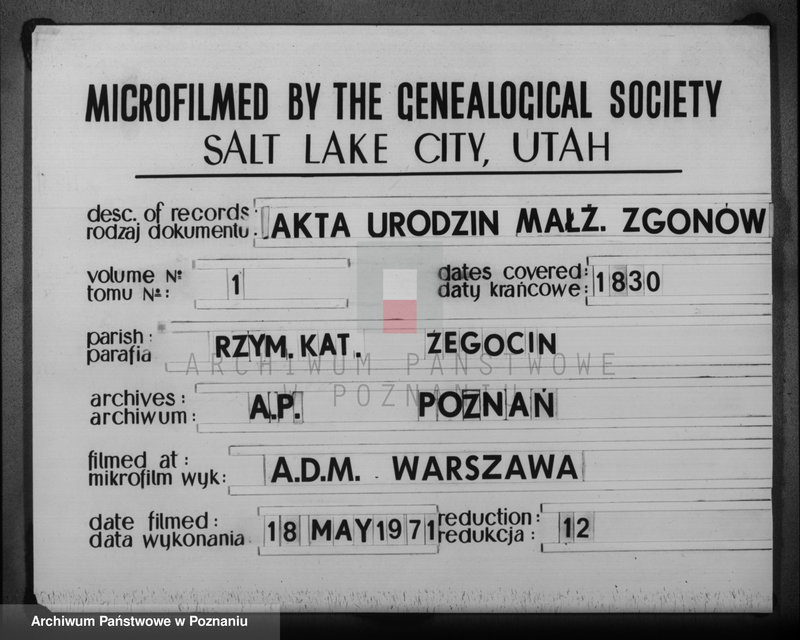 MICROFILMED BY THE GENEALOGICAL SOCIETY
SALT LAKE CITY, UTAH
desc. of records:
rodzaj dokumentu:
AKTA URODZIN MAŁŻ. ZGONÓW
volume №
tomu №:
1
dates covered:
daty krańcowe:
1830
parish:
parafia
RZYM. KAT. ŻEGOCIN
ARCHIWUM PAŃSTWOWE
W POZNANIU
archives:
archiwum:
A.P. POZNAŃ
filmed at:
mikrofilm wyk:
A.D.M. WARSZAWA
date filmed:
data wykonania
18 MAY 1971
reduction:
redukcja:
12
Archiwum Państwowe w Poznaniu